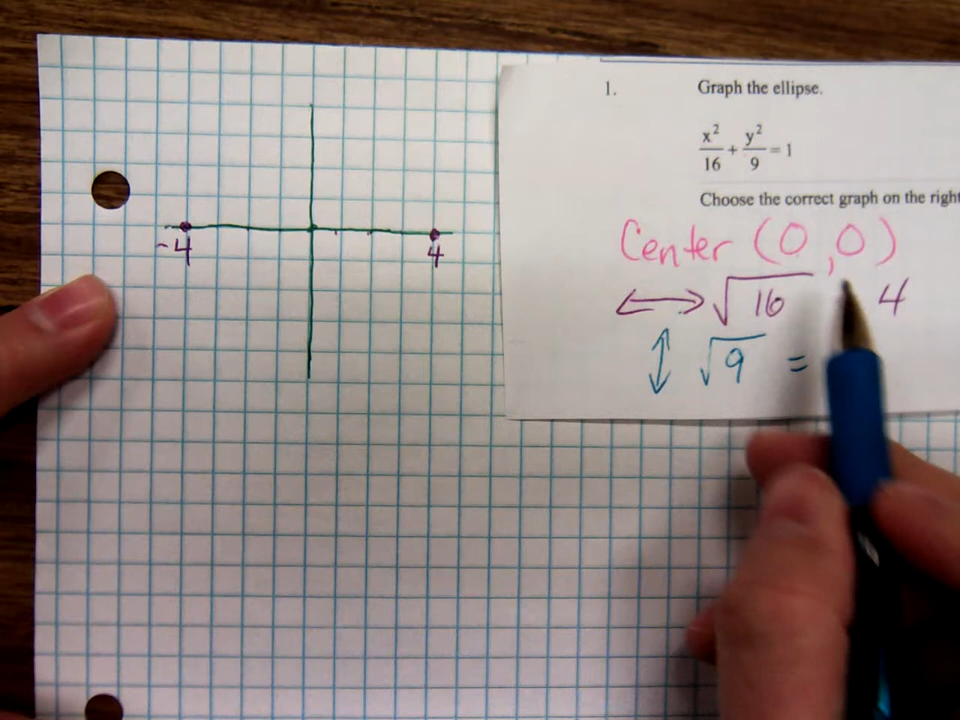 1. Graph the ellipse.
x²/16 + y²/9 = 1
Choose the correct graph on the right
Center (0,0)
↔ √16 4
↕ √9 =
-4 4